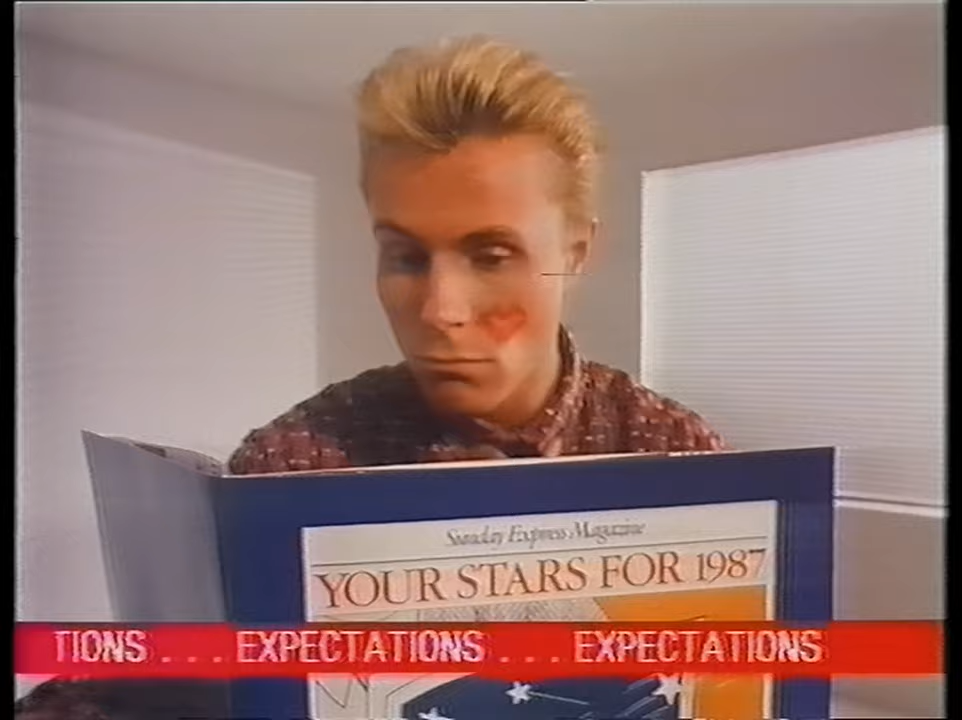 Sunday Express Magazine
YOUR STARS FOR 1987
TIONS . . . EXPECTATIONS . . . EXPECTATIONS